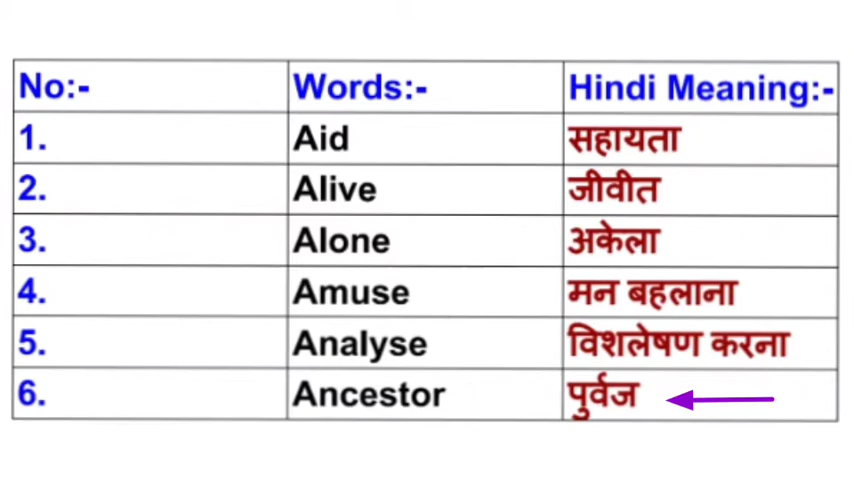 No:- Words:- Hindi Meaning:-
1. Aid सहायता
2. Alive जीवीत
3. Alone अकेला
4. Amuse मन बहलाना
5. Analyse विशलेषण करना
6. Ancestor पुर्वज